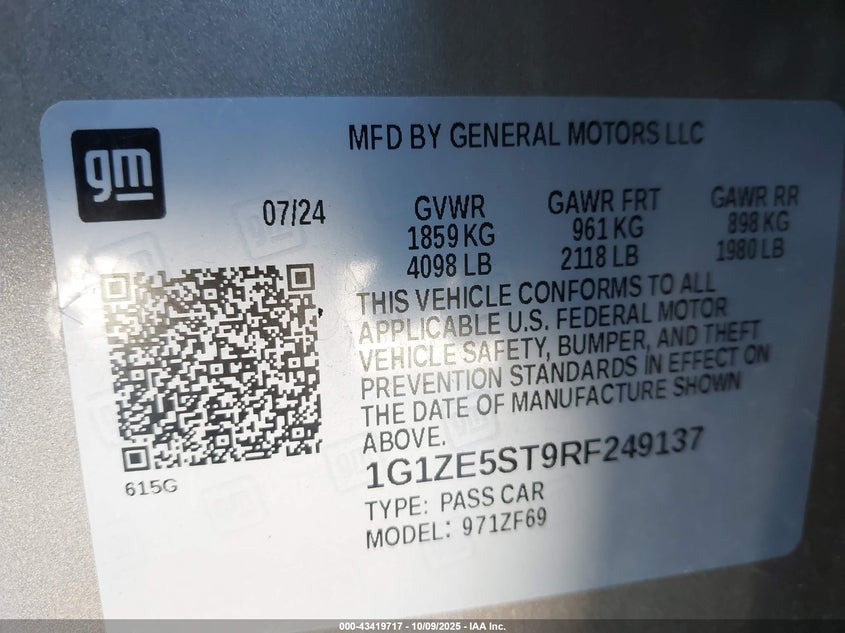 gm
MFD BY GENERAL MOTORS LLC
07/24
GVWR
1859 KG
4098 LB
GAWR FRT
961 KG
2118 LB
GAWR RR
898 KG
1980 LB
THIS VEHICLE CONFORMS TO ALL
APPLICABLE U.S. FEDERAL MOTOR
VEHICLE SAFETY, BUMPER, AND THEFT
PREVENTION STANDARDS IN EFFECT ON
THE DATE OF MANUFACTURE SHOWN
ABOVE.
1G1ZE5ST9RF249137
TYPE: PASS CAR
MODEL: 971ZF69
615G
000-43419717 - 10/09/2025 - IAA Inc.